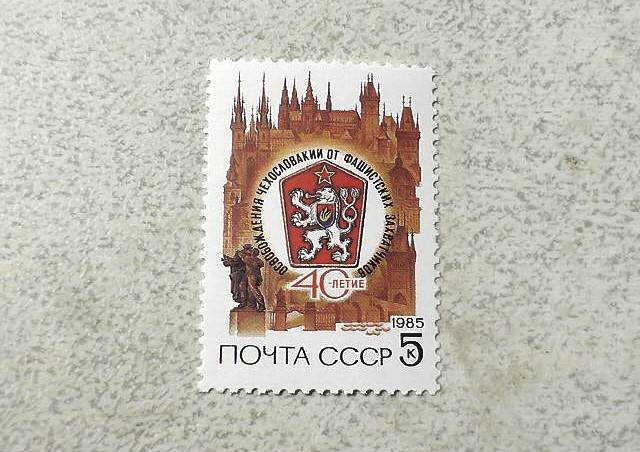 ОСВОБОЖДЕНИЯ ЧЕХОСЛОВАКИИ ОТ ФАШИСТСКИХ ЗАХВАТЧИКОВ
40-ЛЕТИЕ
1985
ПОЧТА СССР 5 К